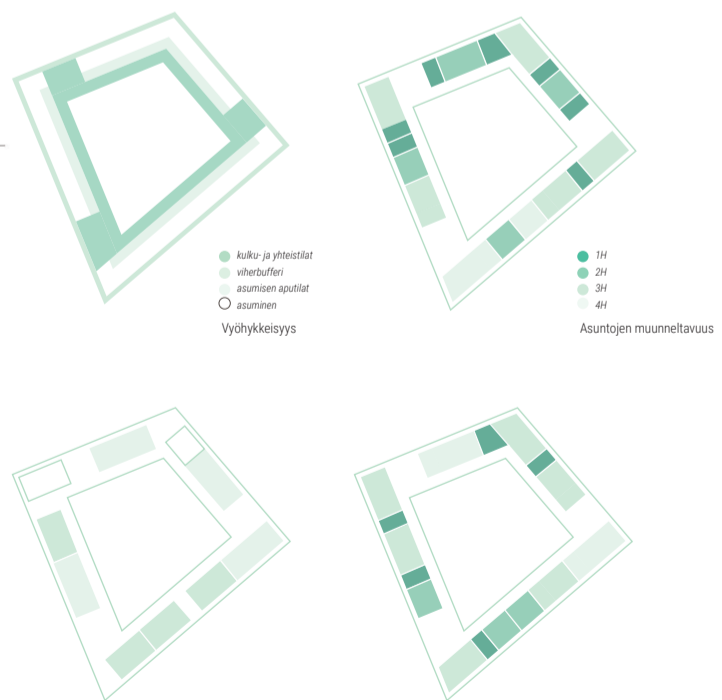 kulku- ja yhteistilat
viherbufferi
asumisen aputilat
asuminen
Vyöhykkeisyys
1H
2H
3H
4H
Asuntojen muunneltavuus